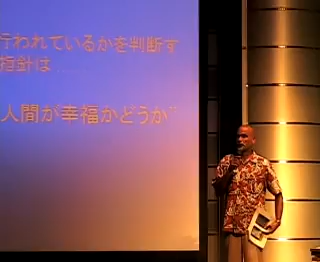 行われているかを判断す
指針は……
人間が幸福かどうか”